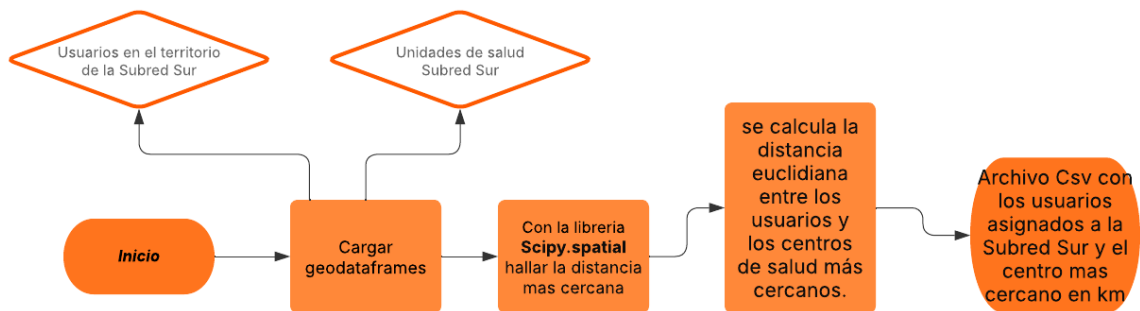 Usuarios en el territorio
de la Subred Sur
Unidades de salud
Subred Sur
Inicio
Cargar
geodataframes
Con la libreria
Scipy.spatial
hallar la distancia
mas cercana
se calcula la
distancia
euclidiana
entre los
usuarios y
los centros
de salud más
cercanos.
Archivo Csv con
los usuarios
asignados a la
Subred Sur y el
centro mas
cercano en km